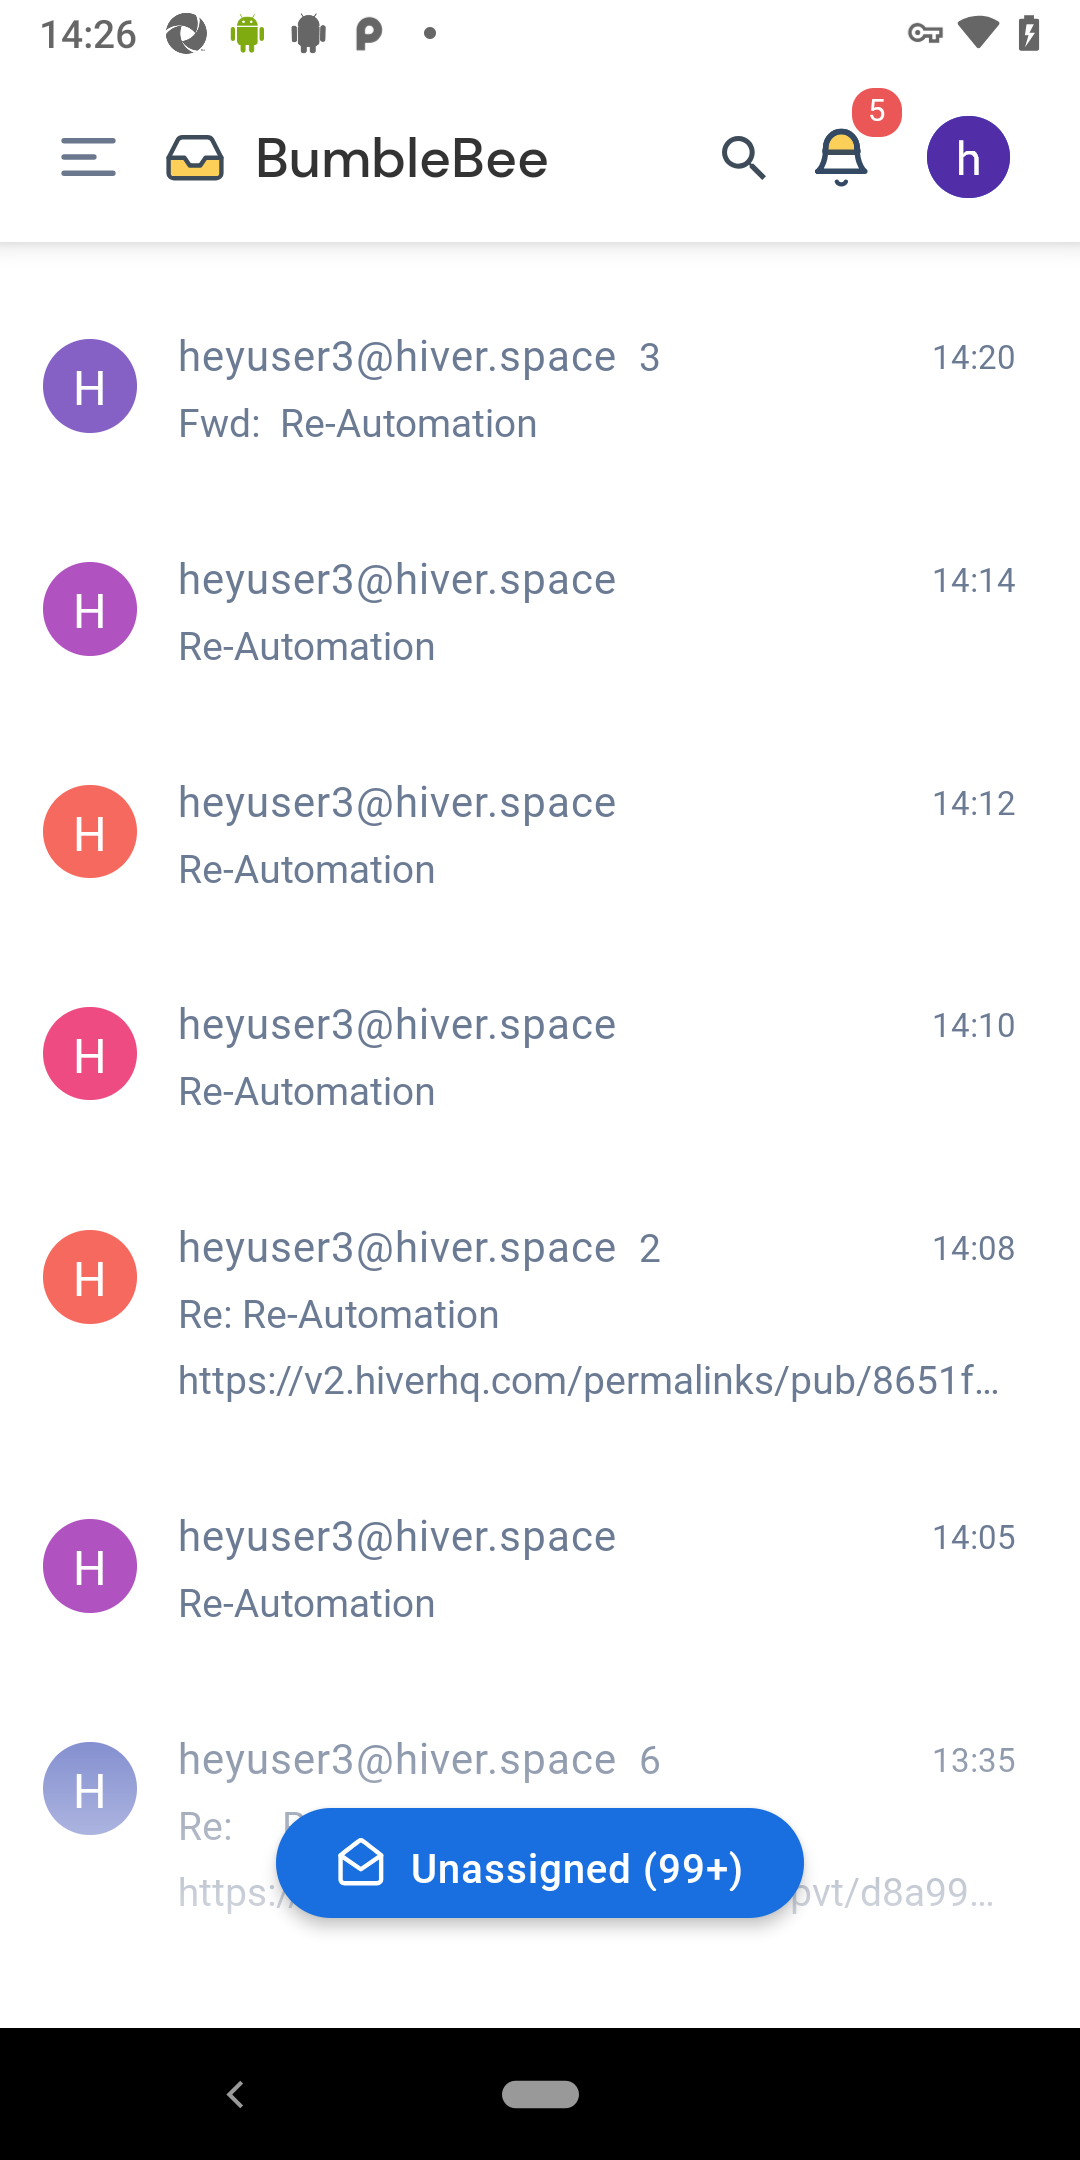 14:26
BumbleBee
5
h
H
heyuser3@hiver.space 3
14:20
Fwd: Re-Automation
H
heyuser3@hiver.space
14:14
Re-Automation
H
heyuser3@hiver.space
14:12
Re-Automation
H
heyuser3@hiver.space
14:10
Re-Automation
H
heyuser3@hiver.space 2
14:08
Re: Re-Automation
https://v2.hiverhq.com/permalinks/pub/8651f…
H
heyuser3@hiver.space
14:05
Re-Automation
H
heyuser3@hiver.space 6
13:35
Re:
https:/
pvt/d8a99…
Unassigned (99+)